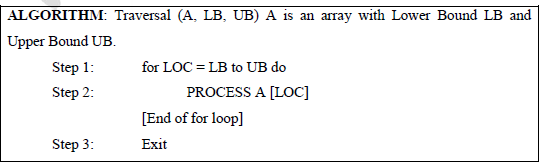 ALGORITHM: Traversal (A, LB, UB) A is an array with Lower Bound LB and
Upper Bound UB.
Step 1: for LOC = LB to UB do
Step 2: PROCESS A [LOC]
[End of for loop]
Step 3: Exit